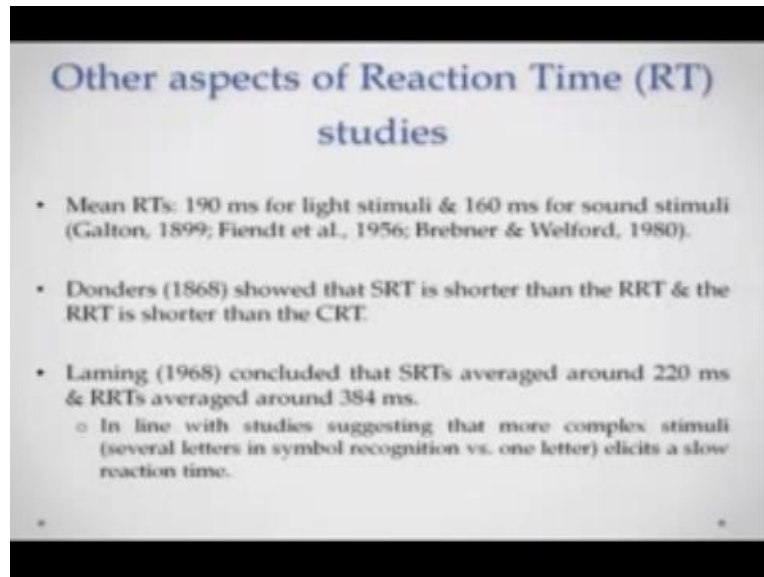 Other aspects of Reaction Time (RT)
studies
• Mean RTs: 190 ms for light stimuli & 160 ms for sound stimuli
(Galton, 1899; Fiendt et al., 1956; Brebner & Welford, 1980).
• Donders (1868) showed that SRT is shorter than the RRT & the
RRT is shorter than the CRT.
• Laming (1968) concluded that SRTs averaged around 220 ms
& RRTs averaged around 384 ms.
o In line with studies suggesting that more complex stimuli
(several letters in symbol recognition vs. one letter) elicits a slow
reaction time.